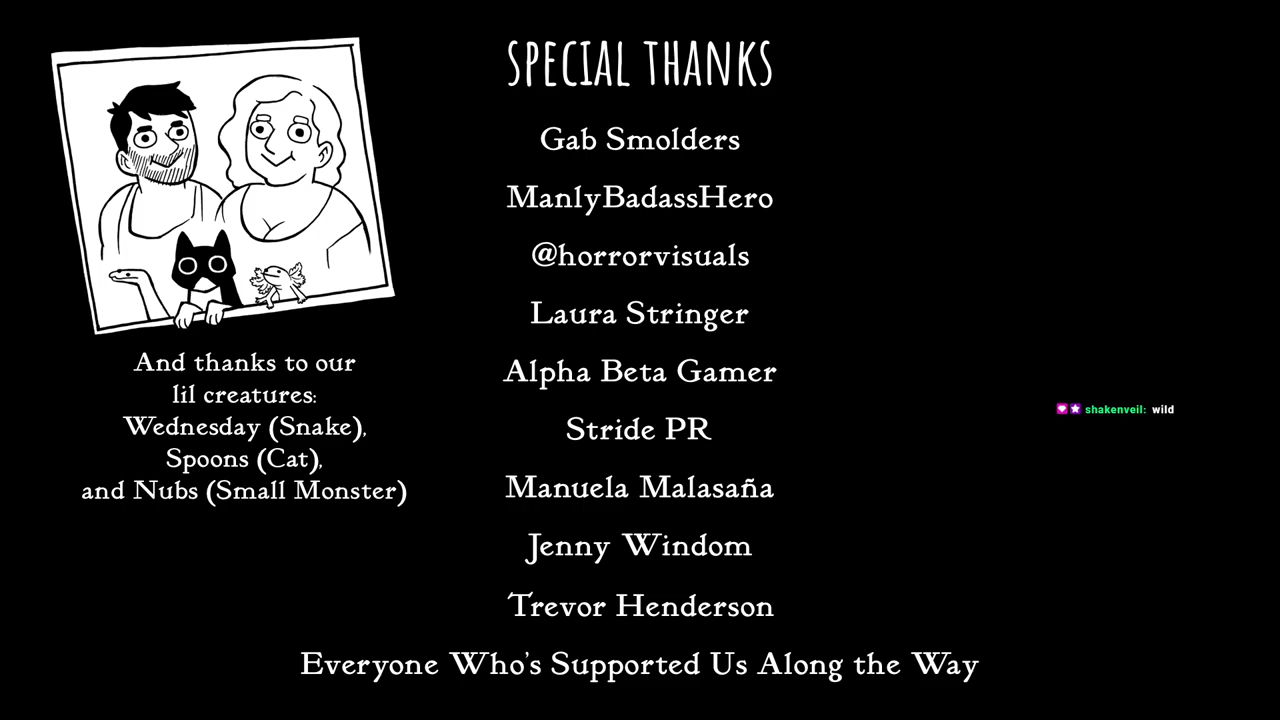 SPECIAL THANKS
Gab Smolders
ManlyBadassHero
@horrorvisuals
Laura Stringer
Alpha Beta Gamer
Stride PR
Manuela Malasaña
Jenny Windom
Trevor Henderson
Everyone Who's Supported Us Along the Way
And thanks to our
lil creatures:
Wednesday (Snake),
Spoons (Cat),
and Nubs (Small Monster)
shakenveil: wild